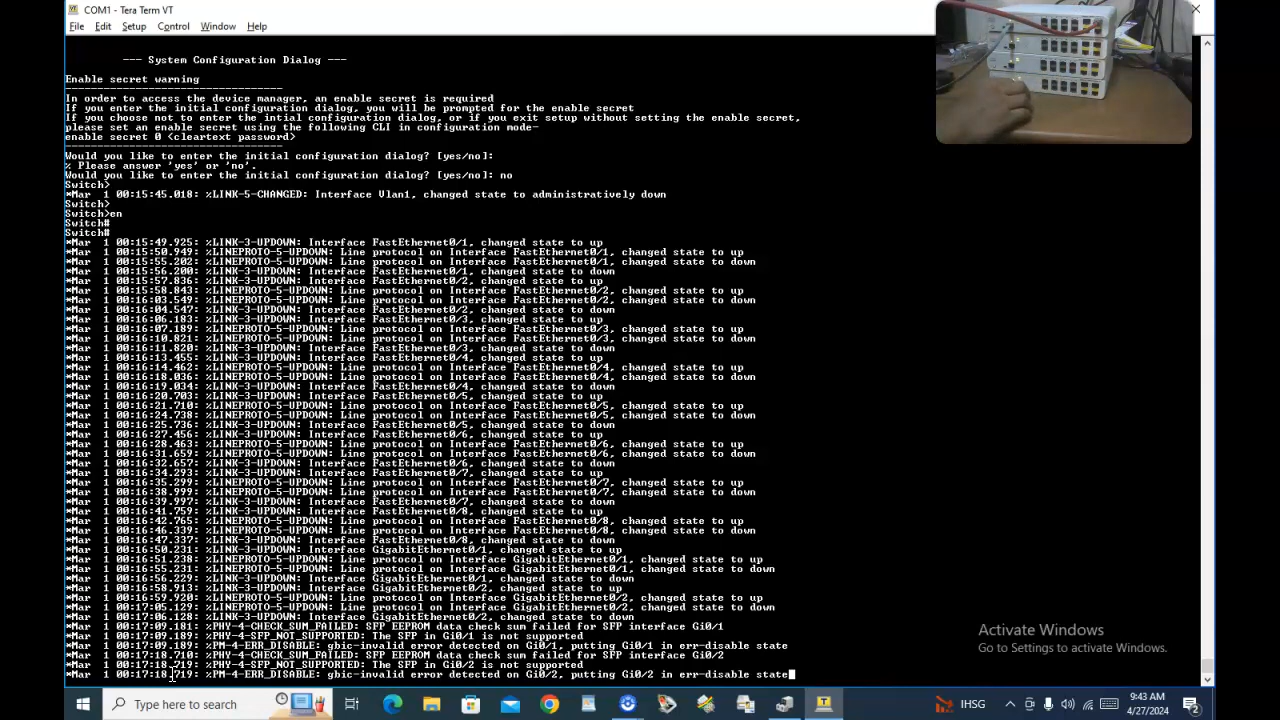 COM1 - Tera Term VT
File Edit Setup Control Window Help
--- System Configuration Dialog ---
Enable secret warning
----------------------------------
In order to access the device manager, an enable secret is required
If you enter the initial configuration dialog, you will be prompted for the enable secret
If you choose not to enter the intial configuration dialog, or if you exit setup without setting the enable secret,
please set an enable secret using the following CLI in configuration mode-
enable secret 0 <cleartext password>
----------------------------------
Would you like to enter the initial configuration dialog? [yes/no]:
% Please answer 'yes' or 'no'.
Would you like to enter the initial configuration dialog? [yes/no]: no
Switch>
*Mar  1 00:15:45.018: %LINK-5-CHANGED: Interface Vlan1, changed state to administratively down
Switch>
Switch>en
Switch#
Switch#
*Mar  1 00:15:49.925: %LINK-3-UPDOWN: Interface FastEthernet0/1, changed state to up
*Mar  1 00:15:50.949: %LINEPROTO-5-UPDOWN: Line protocol on Interface FastEthernet0/1, changed state to up
*Mar  1 00:15:55.202: %LINEPROTO-5-UPDOWN: Line protocol on Interface FastEthernet0/1, changed state to down
*Mar  1 00:15:56.200: %LINK-3-UPDOWN: Interface FastEthernet0/1, changed state to down
*Mar  1 00:15:57.836: %LINK-3-UPDOWN: Interface FastEthernet0/2, changed state to up
*Mar  1 00:15:58.843: %LINEPROTO-5-UPDOWN: Line protocol on Interface FastEthernet0/2, changed state to up
*Mar  1 00:16:03.549: %LINEPROTO-5-UPDOWN: Line protocol on Interface FastEthernet0/2, changed state to down
*Mar  1 00:16:04.547: %LINK-3-UPDOWN: Interface FastEthernet0/2, changed state to down
*Mar  1 00:16:06.183: %LINK-3-UPDOWN: Interface FastEthernet0/3, changed state to up
*Mar  1 00:16:07.189: %LINEPROTO-5-UPDOWN: Line protocol on Interface FastEthernet0/3, changed state to up
*Mar  1 00:16:10.821: %LINEPROTO-5-UPDOWN: Line protocol on Interface FastEthernet0/3, changed state to down
*Mar  1 00:16:11.820: %LINK-3-UPDOWN: Interface FastEthernet0/3, changed state to down
*Mar  1 00:16:13.455: %LINK-3-UPDOWN: Interface FastEthernet0/4, changed state to up
*Mar  1 00:16:14.462: %LINEPROTO-5-UPDOWN: Line protocol on Interface FastEthernet0/4, changed state to up
*Mar  1 00:16:18.036: %LINEPROTO-5-UPDOWN: Line protocol on Interface FastEthernet0/4, changed state to down
*Mar  1 00:16:19.034: %LINK-3-UPDOWN: Interface FastEthernet0/4, changed state to down
*Mar  1 00:16:20.703: %LINK-3-UPDOWN: Interface FastEthernet0/5, changed state to up
*Mar  1 00:16:21.710: %LINEPROTO-5-UPDOWN: Line protocol on Interface FastEthernet0/5, changed state to up
*Mar  1 00:16:24.738: %LINEPROTO-5-UPDOWN: Line protocol on Interface FastEthernet0/5, changed state to down
*Mar  1 00:16:25.736: %LINK-3-UPDOWN: Interface FastEthernet0/5, changed state to down
*Mar  1 00:16:27.456: %LINK-3-UPDOWN: Interface FastEthernet0/6, changed state to up
*Mar  1 00:16:28.463: %LINEPROTO-5-UPDOWN: Line protocol on Interface FastEthernet0/6, changed state to up
*Mar  1 00:16:31.659: %LINEPROTO-5-UPDOWN: Line protocol on Interface FastEthernet0/6, changed state to down
*Mar  1 00:16:32.657: %LINK-3-UPDOWN: Interface FastEthernet0/6, changed state to down
*Mar  1 00:16:34.293: %LINK-3-UPDOWN: Interface FastEthernet0/7, changed state to up
*Mar  1 00:16:35.299: %LINEPROTO-5-UPDOWN: Line protocol on Interface FastEthernet0/7, changed state to up
*Mar  1 00:16:38.999: %LINEPROTO-5-UPDOWN: Line protocol on Interface FastEthernet0/7, changed state to down
*Mar  1 00:16:39.997: %LINK-3-UPDOWN: Interface FastEthernet0/7, changed state to down
*Mar  1 00:16:41.759: %LINK-3-UPDOWN: Interface FastEthernet0/8, changed state to up
*Mar  1 00:16:42.765: %LINEPROTO-5-UPDOWN: Line protocol on Interface FastEthernet0/8, changed state to up
*Mar  1 00:16:46.339: %LINEPROTO-5-UPDOWN: Line protocol on Interface FastEthernet0/8, changed state to down
*Mar  1 00:16:47.337: %LINK-3-UPDOWN: Interface FastEthernet0/8, changed state to down
*Mar  1 00:16:50.231: %LINK-3-UPDOWN: Interface GigabitEthernet0/1, changed state to up
*Mar  1 00:16:51.238: %LINEPROTO-5-UPDOWN: Line protocol on Interface GigabitEthernet0/1, changed state to up
*Mar  1 00:16:55.231: %LINEPROTO-5-UPDOWN: Line protocol on Interface GigabitEthernet0/1, changed state to down
*Mar  1 00:16:56.229: %LINK-3-UPDOWN: Interface GigabitEthernet0/1, changed state to down
*Mar  1 00:16:58.913: %LINK-3-UPDOWN: Interface GigabitEthernet0/2, changed state to up
*Mar  1 00:16:59.920: %LINEPROTO-5-UPDOWN: Line protocol on Interface GigabitEthernet0/2, changed state to up
*Mar  1 00:17:05.129: %LINEPROTO-5-UPDOWN: Line protocol on Interface GigabitEthernet0/2, changed state to down
*Mar  1 00:17:06.128: %LINK-3-UPDOWN: Interface GigabitEthernet0/2, changed state to down
*Mar  1 00:17:09.181: %PHY-4-CHECK_SUM_FAILED: SFP EEPROM data check sum failed for SFP interface Gi0/1
*Mar  1 00:17:09.189: %PHY-4-SFP_NOT_SUPPORTED: The SFP in Gi0/1 is not supported
*Mar  1 00:17:09.189: %PM-4-ERR_DISABLE: gbic-invalid error detected on Gi0/1, putting Gi0/1 in err-disable state
*Mar  1 00:17:18.710: %PHY-4-CHECK_SUM_FAILED: SFP EEPROM data check sum failed for SFP interface Gi0/2
*Mar  1 00:17:18.719: %PHY-4-SFP_NOT_SUPPORTED: The SFP in Gi0/2 is not supported
*Mar  1 00:17:18.719: %PM-4-ERR_DISABLE: gbic-invalid error detected on Gi0/2, putting Gi0/2 in err-disable state
Activate Windows
Go to Settings to activate Windows.
Type here to search
IHSG
9:43 AM
4/27/2024
2